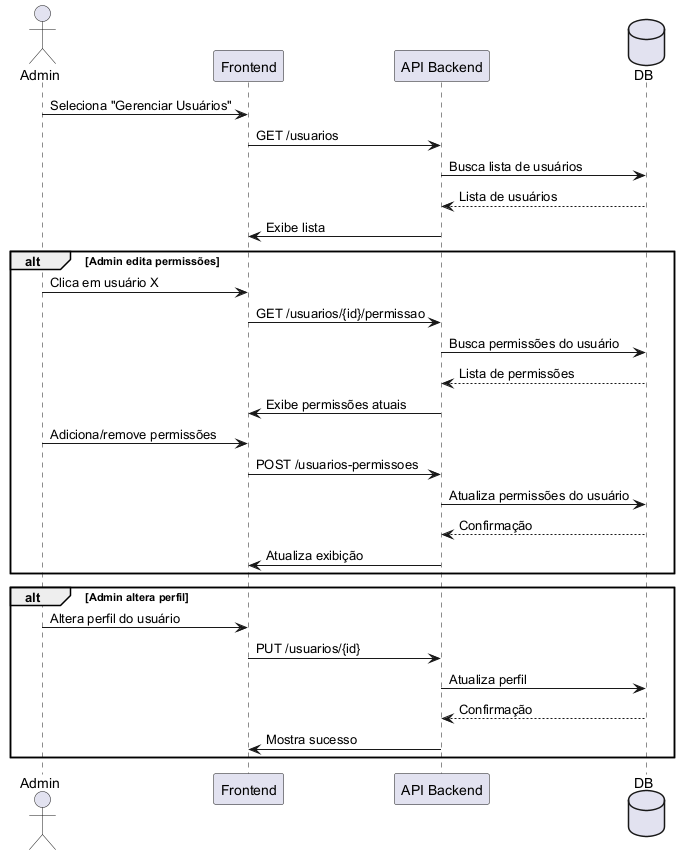 Admin
Frontend
API Backend
DB
Seleciona "Gerenciar Usuários"
GET /usuarios
Busca lista de usuários
Lista de usuários
Exibe lista
alt [Admin edita permissões]
Clica em usuário X
GET /usuarios/{id}/permissao
Busca permissões do usuário
Lista de permissões
Exibe permissões atuais
Adiciona/remove permissões
POST /usuarios-permissoes
Atualiza permissões do usuário
Confirmação
Atualiza exibição
alt [Admin altera perfil]
Altera perfil do usuário
PUT /usuarios/{id}
Atualiza perfil
Confirmação
Mostra sucesso
Admin
Frontend
API Backend
DB